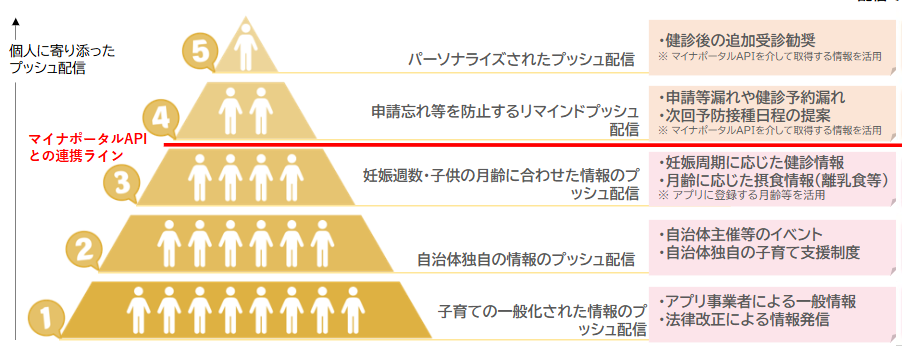 個人に寄り添った
プッシュ配信
5
パーソナライズされたプッシュ配信
・健診後の追加受診勧奨
※ マイナポータルAPIを介して取得する情報を活用
4
申請忘れ等を防止するリマインドプッシュ
配信
・申請等漏れや健診予約漏れ
・次回予防接種日程の提案
※ マイナポータルAPIを介して取得する情報を活用
マイナポータルAPI
との連携ライン
3
妊娠週数・子供の月齢に合わせた情報のプ
ッシュ配信
・妊娠周期に応じた健診情報
・月齢に応じた摂食情報(離乳食等)
※ アプリに登録する月齢等を活用
2
自治体独自の情報のプッシュ配信
・自治体主催等のイベント
・自治体独自の子育て支援制度
1
子育ての一般化された情報のプ
ッシュ配信
・アプリ事業者による一般情報
・法律改正による情報発信